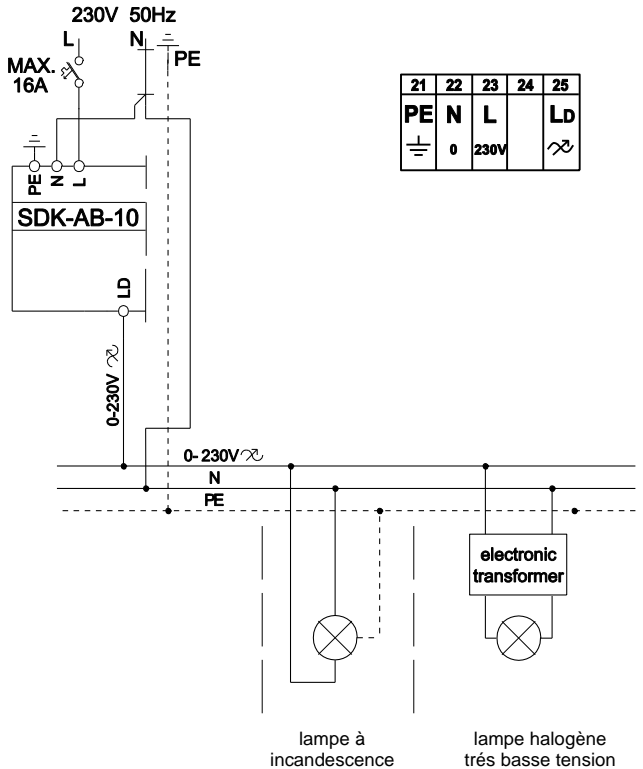 230V 50Hz
L N
PE
MAX.
16A
PE N L
SDK-AB-10
LD
0-230V
21 22 23 24 25
PE N L LD
0 230V
0-230V
N
PE
electronic
transformer
lampe à
incandescence
lampe halogène
trés basse tension